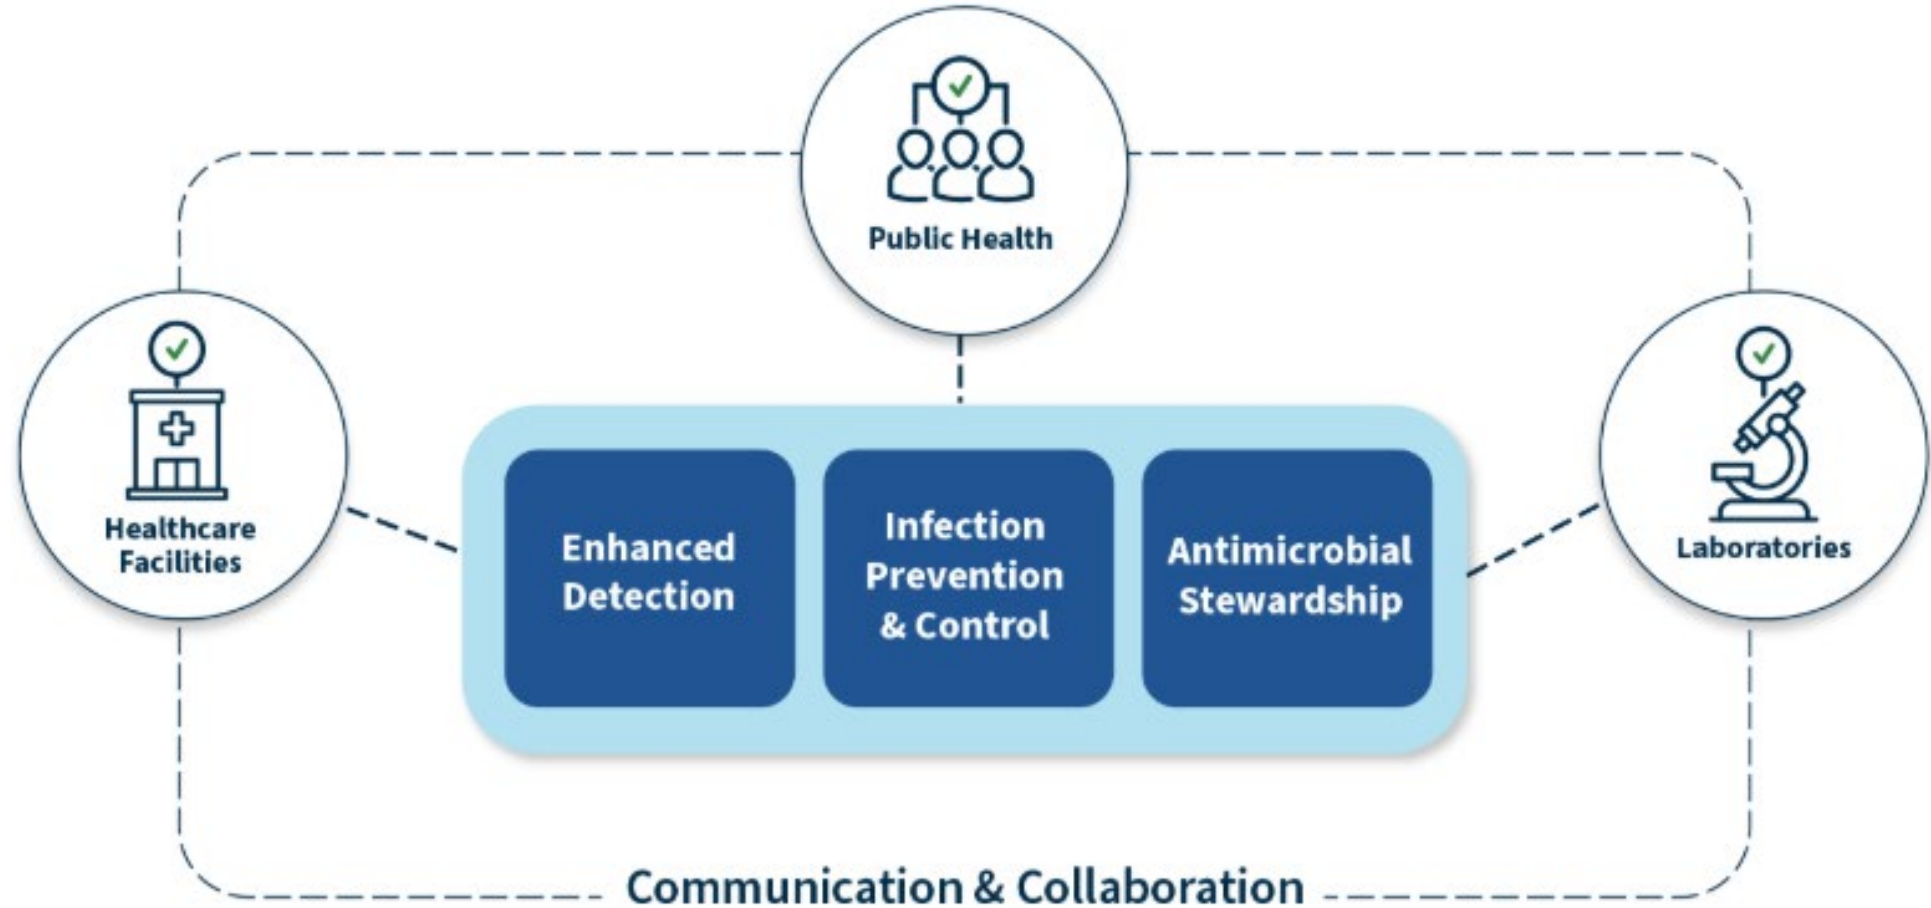 Public Health
Healthcare
Facilities
Laboratories
Enhanced
Detection
Infection
Prevention
& Control
Antimicrobial
Stewardship
Communication & Collaboration